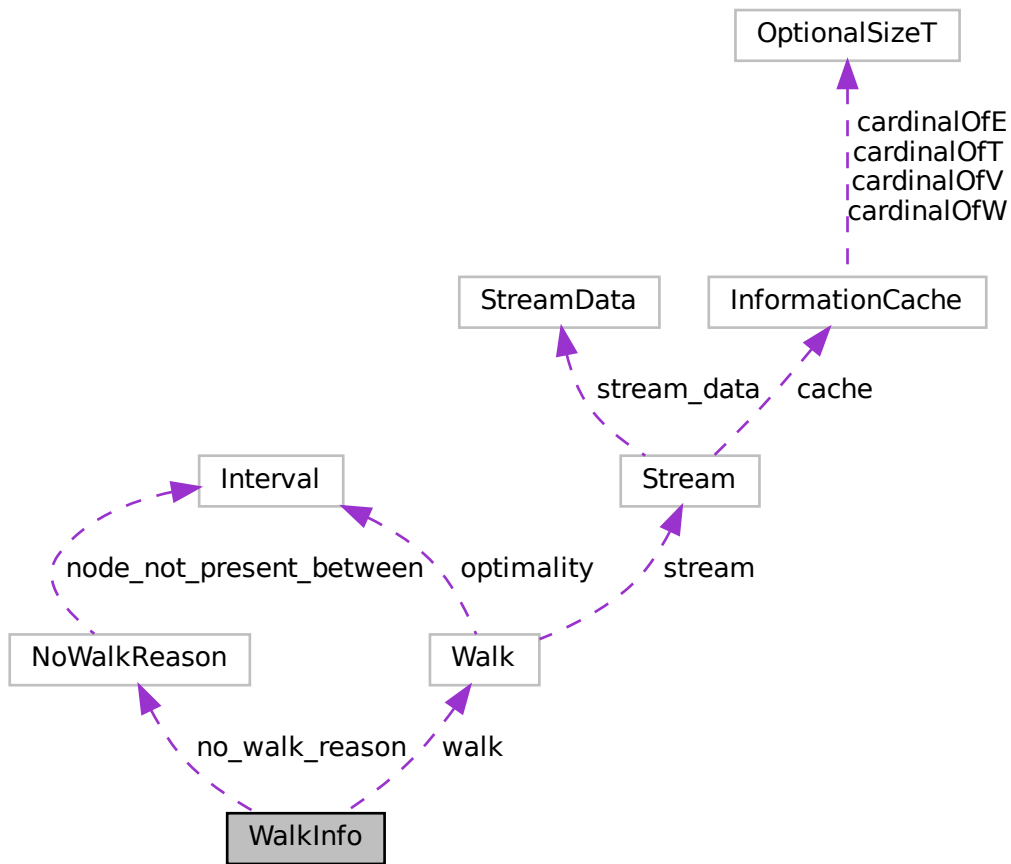 OptionalSizeT
cardinalOfE
cardinalOfT
cardinalOfV
cardinalOfW
StreamData
InformationCache
stream_data
cache
Interval
Stream
node_not_present_between
optimality
stream
NoWalkReason
Walk
no_walk_reason
walk
WalkInfo